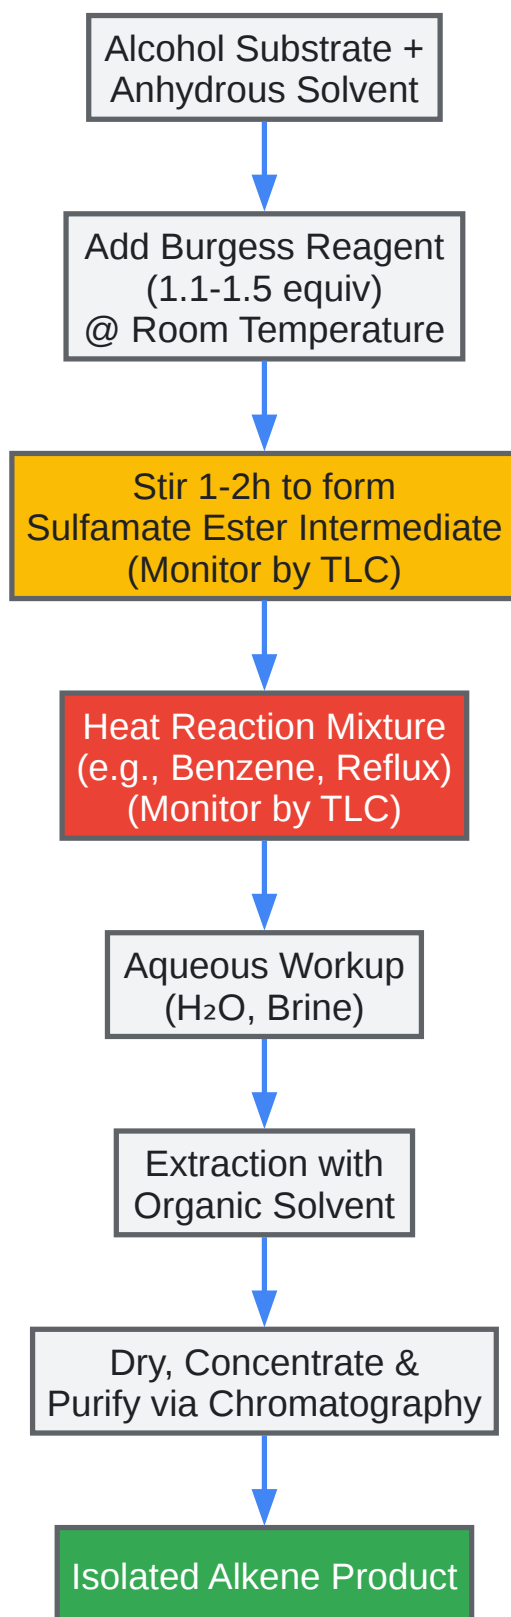 Alcohol Substrate +
Anhydrous Solvent
Add Burgess Reagent
(1.1-1.5 equiv)
@ Room Temperature
Stir 1-2h to form
Sulfamate Ester Intermediate
(Monitor by TLC)
Heat Reaction Mixture
(e.g., Benzene, Reflux)
(Monitor by TLC)
Aqueous Workup
(H₂O, Brine)
Extraction with
Organic Solvent
Dry, Concentrate &
Purify via Chromatography
Isolated Alkene Product